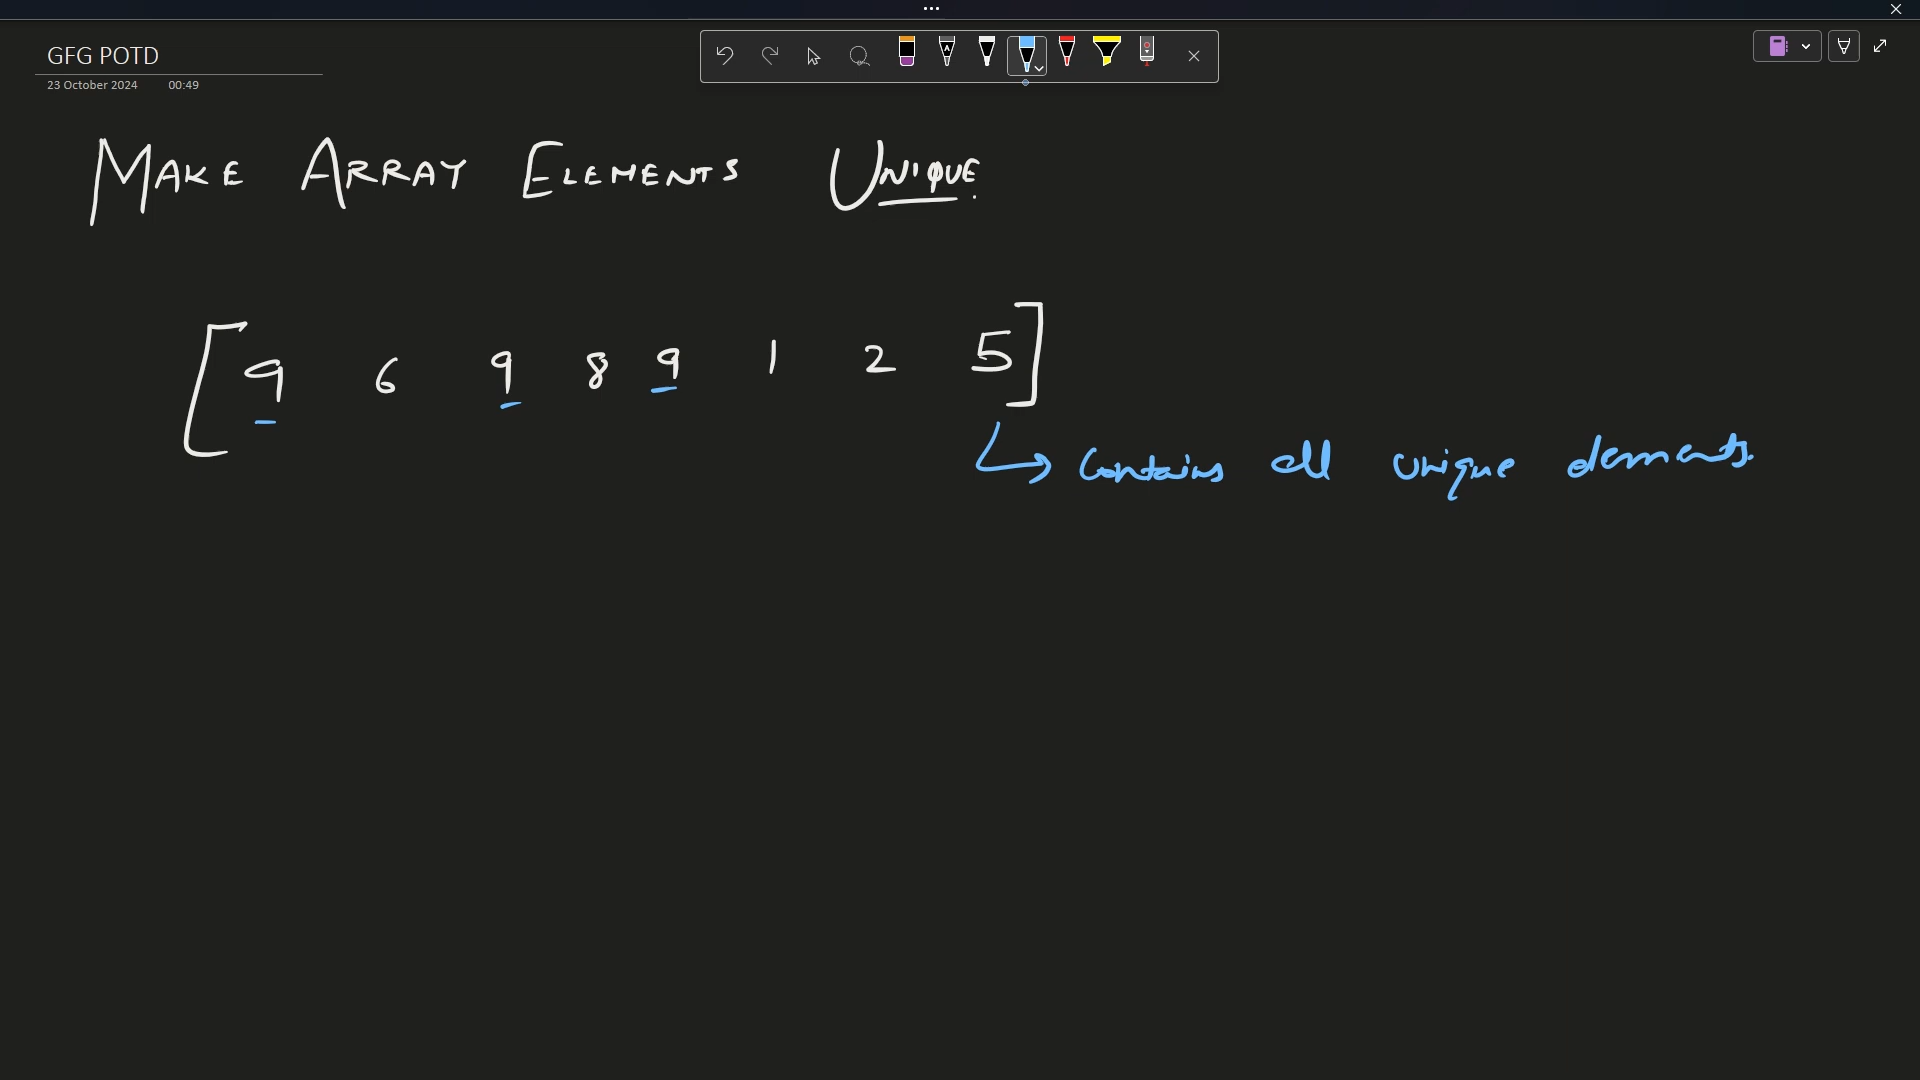 GFG POTD
23 October 2024 00:49
MAKE ARRAY ELEMENTS UNIQUE.
[9 6 9 8 9 1 2 5]
↳ Contains all unique elements.